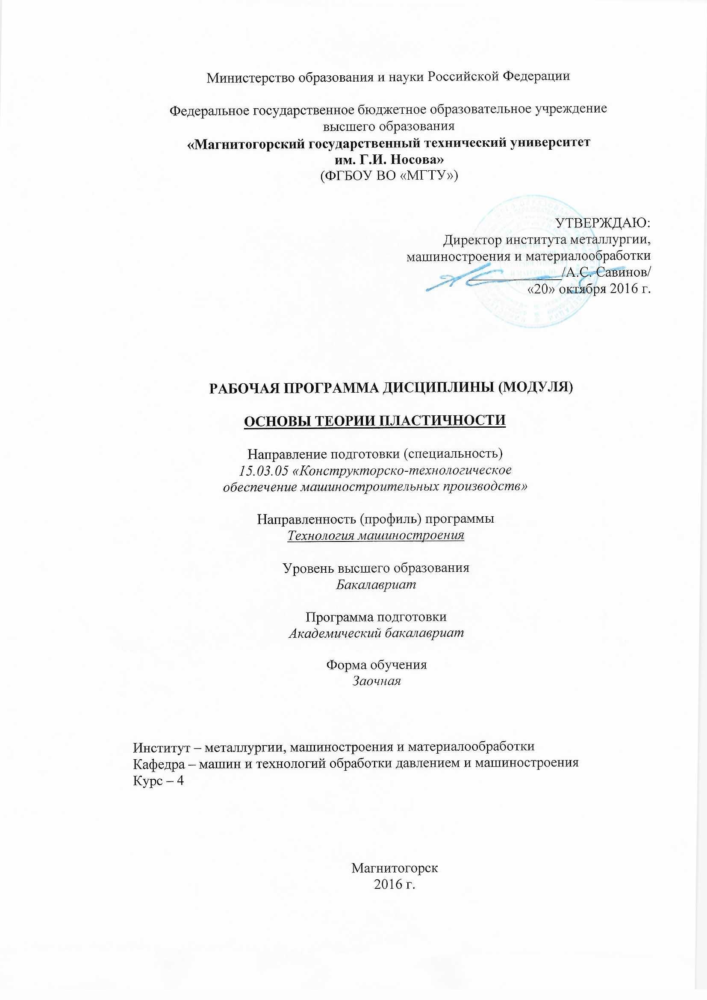 Министерство образования и науки Российской Федерации
Федеральное государственное бюджетное образовательное учреждение
высшего образования
«Магнитогорский государственный технический университет
им. Г.И. Носова»
(ФГБОУ ВО «МГТУ»)
УТВЕРЖДАЮ:
Директор института металлургии,
машиностроения и материалообработки
/А.С. Савинов/
«20» октября 2016 г.
РАБОЧАЯ ПРОГРАММА ДИСЦИПЛИНЫ (МОДУЛЯ)
ОСНОВЫ ТЕОРИИ ПЛАСТИЧНОСТИ
Направление подготовки (специальность)
15.03.05 «Конструкторско-технологическое
обеспечение машиностроительных производств»
Направленность (профиль) программы
Технология машиностроения
Уровень высшего образования
Бакалавриат
Программа подготовки
Академический бакалавриат
Форма обучения
Заочная
Институт – металлургии, машиностроения и материалообработки
Кафедра – машин и технологий обработки давлением и машиностроения
Курс – 4
Магнитогорск
2016 г.